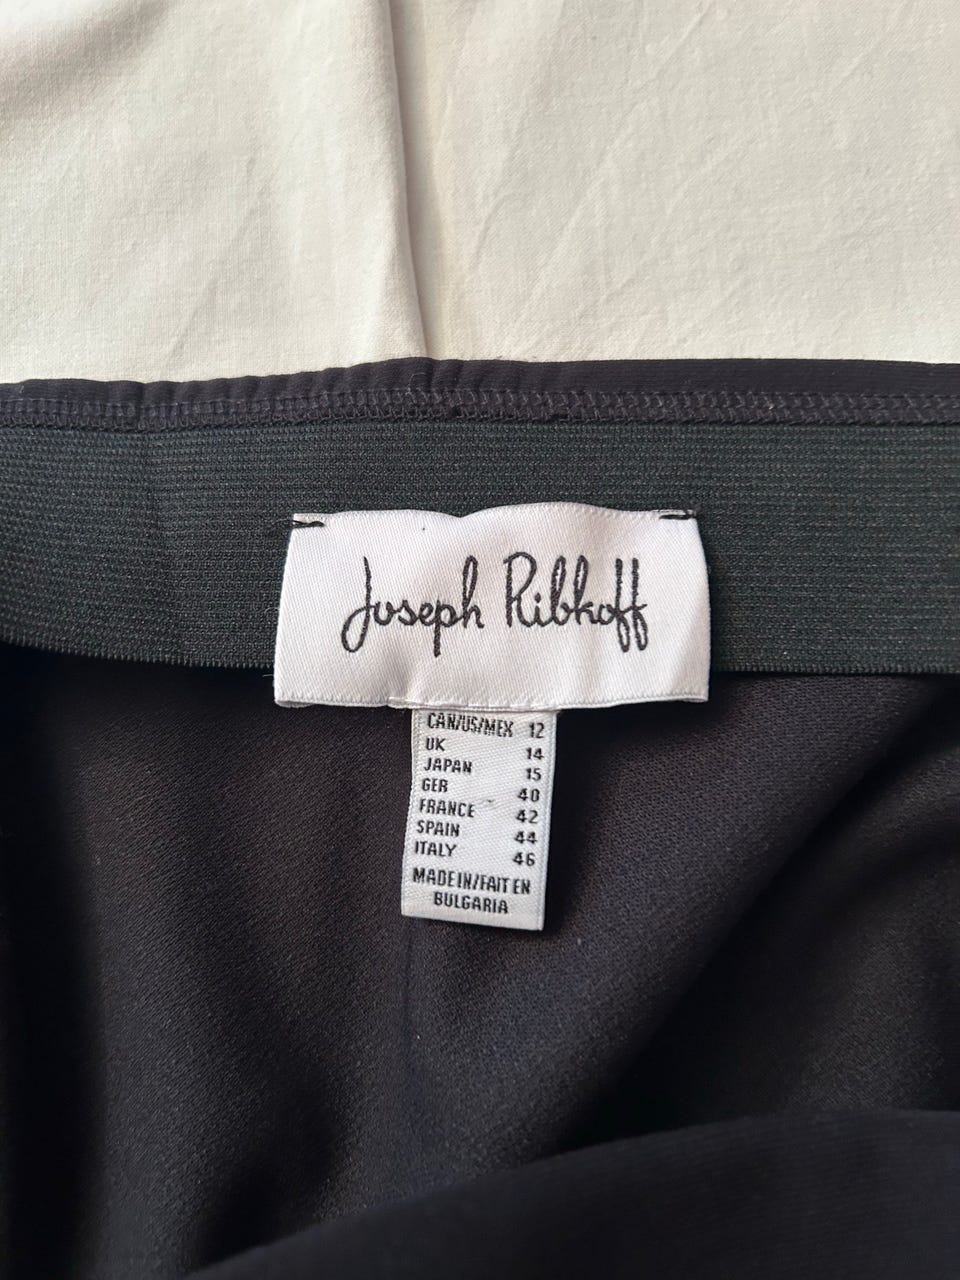 Joseph Ribkoff
CAN/US/MEX 12
UK 14
JAPAN 15
GER 40
FRANCE 42
SPAIN 44
ITALY 46
MADE IN/FAIT EN
BULGARIA